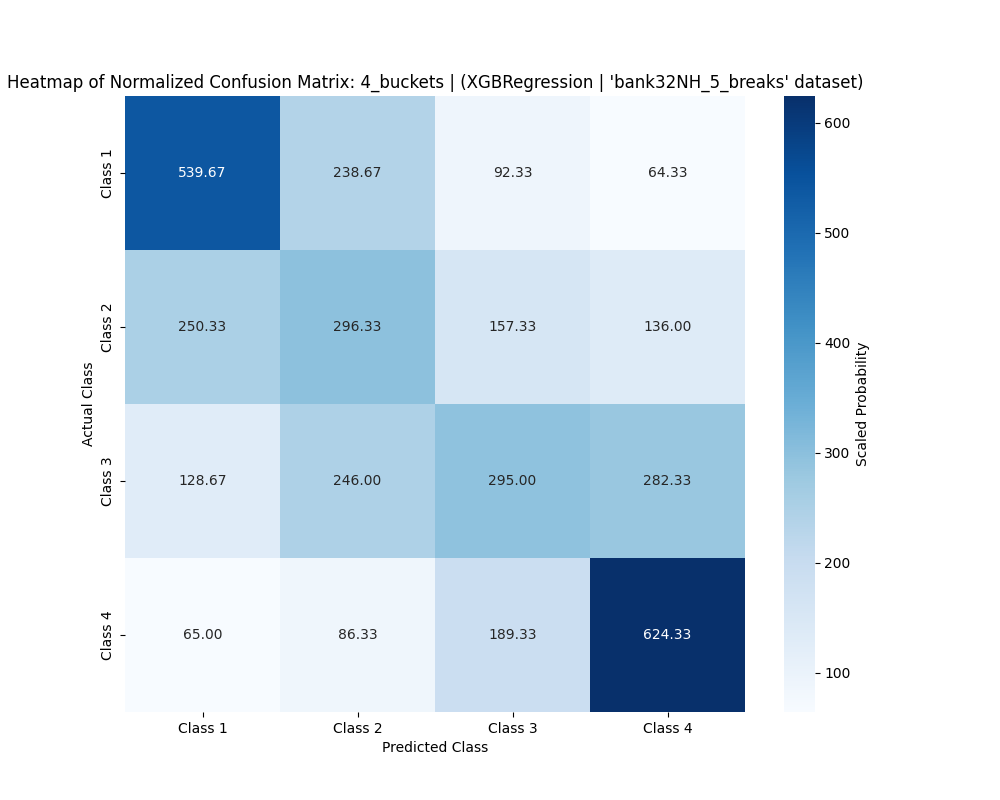 Heatmap of Normalized Confusion Matrix: 4_buckets | (XGBRegression | 'bank32NH_5_breaks' dataset)
Class 1
539.67 238.67 92.33 64.33
Class 2
250.33 296.33 157.33 136.00
Class 3
128.67 246.00 295.00 282.33
Class 4
65.00 86.33 189.33 624.33
Actual Class
Class 1 Class 2 Class 3 Class 4
Predicted Class
600
500
400
300
200
100
Scaled Probability